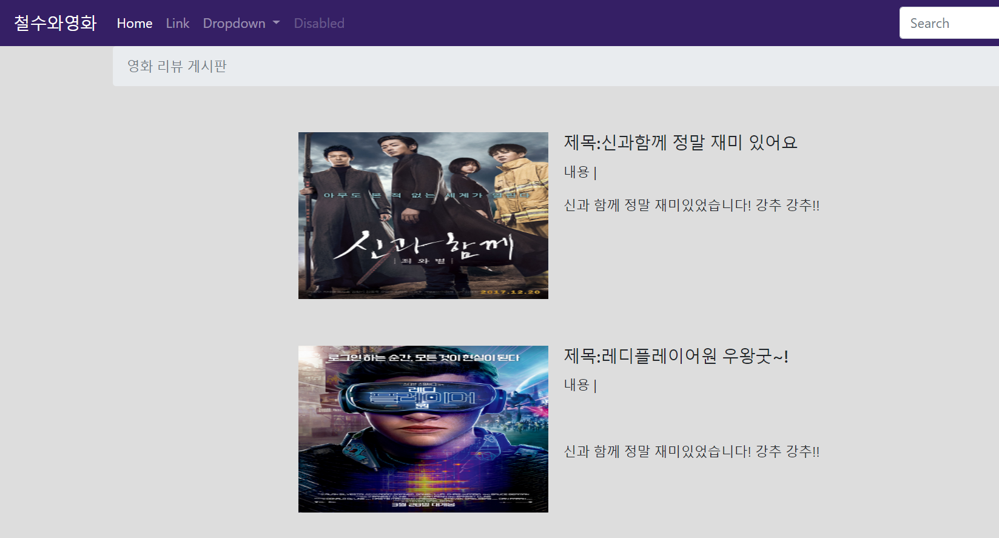 철수와영화 Home Link Dropdown Disabled Search
영화 리뷰 게시판
아무도 본 적 없는 세계가 열린다
신과함께
죄와벌
2017.12.20
제목:신과함께 정말 재미 있어요
내용 |
신과 함께 정말 재미있었습니다! 강추 강추!!
로그인 하는 순간, 모든 것이 현실이 된다
레디
플레이어
원
3월 28일 대개봉
제목:레디플레이어원 우왕굿~!
내용 |
신과 함께 정말 재미있었습니다! 강추 강추!!